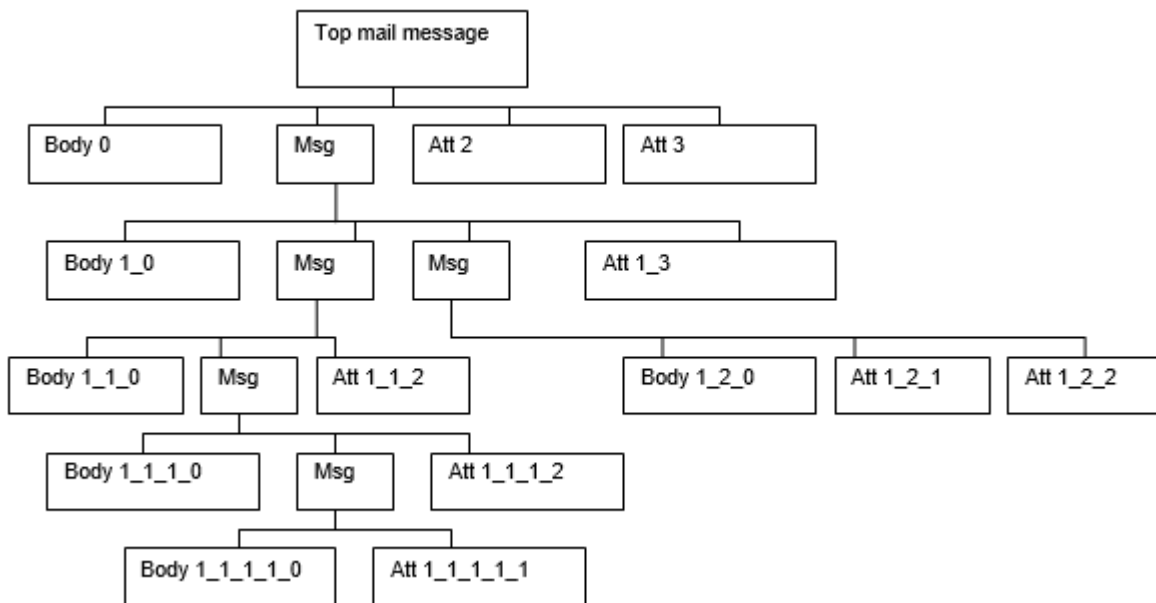 Top mail message
Body 0
Msg
Att 2
Att 3
Body 1_0
Msg
Msg
Att 1_3
Body 1_1_0
Msg
Att 1_1_2
Body 1_2_0
Att 1_2_1
Att 1_2_2
Body 1_1_1_0
Msg
Att 1_1_1_2
Body 1_1_1_1_0
Att 1_1_1_1_1